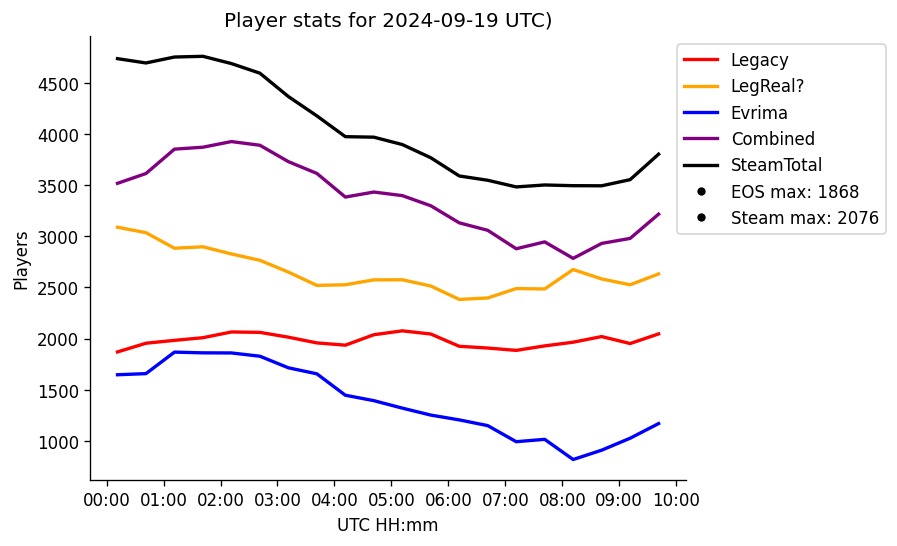 Player stats for 2024-09-19 UTC)
Legacy
LegReal?
Evrima
Combined
SteamTotal
EOS max: 1868
Steam max: 2076
Players
4500
4000
3500
3000
2500
2000
1500
1000
00:00 01:00 02:00 03:00 04:00 05:00 06:00 07:00 08:00 09:00 10:00
UTC HH:mm